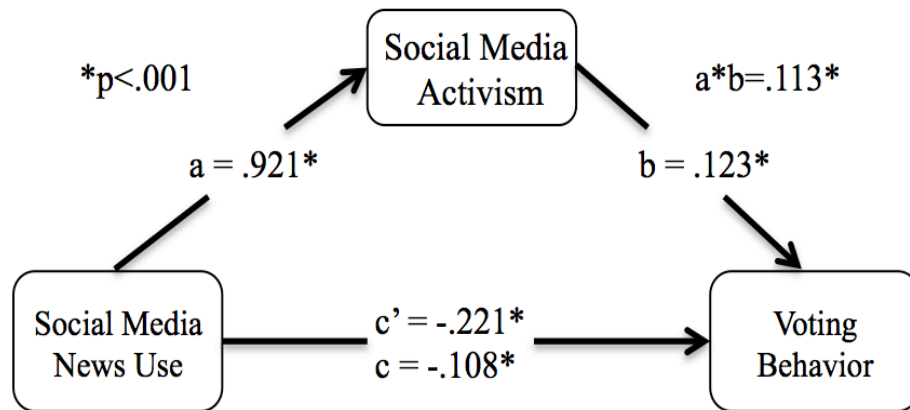 Social Media
Activism
*p<.001
a*b=.113*
a = .921*
b = .123*
Social Media
News Use
c’ = -.221*
c = -.108*
Voting
Behavior